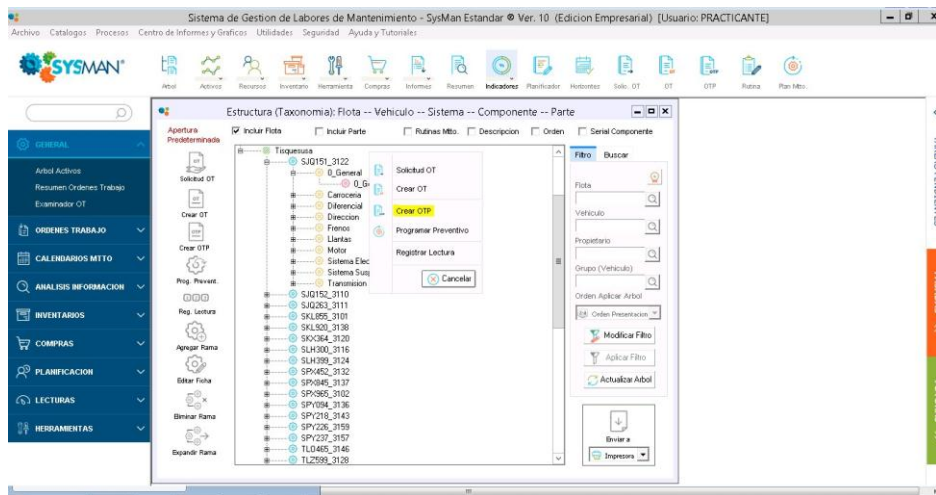 Sistema de Gestion de Labores de Mantenimiento - SysMan Estandar ® Ver. 10 (Edicion Empresarial) [Usuario: PRACTICANTE]
Archivo Catalogos Procesos Centro de Informes y Graficos Utilidades Seguridad Ayuda y Tutoriales
SYSMAN®
Arbol Activos Recursos Inventario Herramienta Compras Informes Resumen Indicadores Planificador Horizontes Solic. OT OT OTP Rutina Plan Mtto.
GENERAL
Arbol Activos
Resumen Ordenes Trabajo
Examinador OT
ORDENES TRABAJO
CALENDARIOS MTTO
ANALISIS INFORMACION
INVENTARIOS
COMPRAS
PLANIFICACION
LECTURAS
HERRAMIENTAS
Estructura (Taxonomia): Flota -- Vehiculo -- Sistema -- Componente -- Parte
Apertura Predeterminada
Incluir Flota Incluir Parte Rutinas Mtto. Descripcion Orden Serial Componente
Solicitud OT
Crear OT
Crear OTP
Prog. Prevent.
Reg. Lectura
Agregar Rama
Editar Ficha
Eliminar Rama
Expandir Rama
Tisquesusa
SJQ151_3122
0_General
0_G
Carroceria
Diferencial
Direccion
Frenos
Llantas
Motor
Sistema Elec
Sistema Sus
Transmision
SJQ152_3110
SJQ263_3111
SKL855_3101
SKL920_3138
SKX364_3120
SLH300_3116
SLH399_3124
SPX452_3132
SPX845_3137
SPX965_3102
SPY094_3136
SPY218_3143
SPY226_3159
SPY237_3157
TLO465_3146
TLZ599_3128
Solicitud OT
Crear OT
Crear OTP
Programar Preventivo
Registrar Lectura
Cancelar
Filtro Buscar
Flota
Vehiculo
Propietario
Grupo (Vehiculo)
Orden Aplicar Arbol
Orden Presentacion
Modificar Filtro
Aplicar Filtro
Actualizar Arbol
Enviar a
Impresora